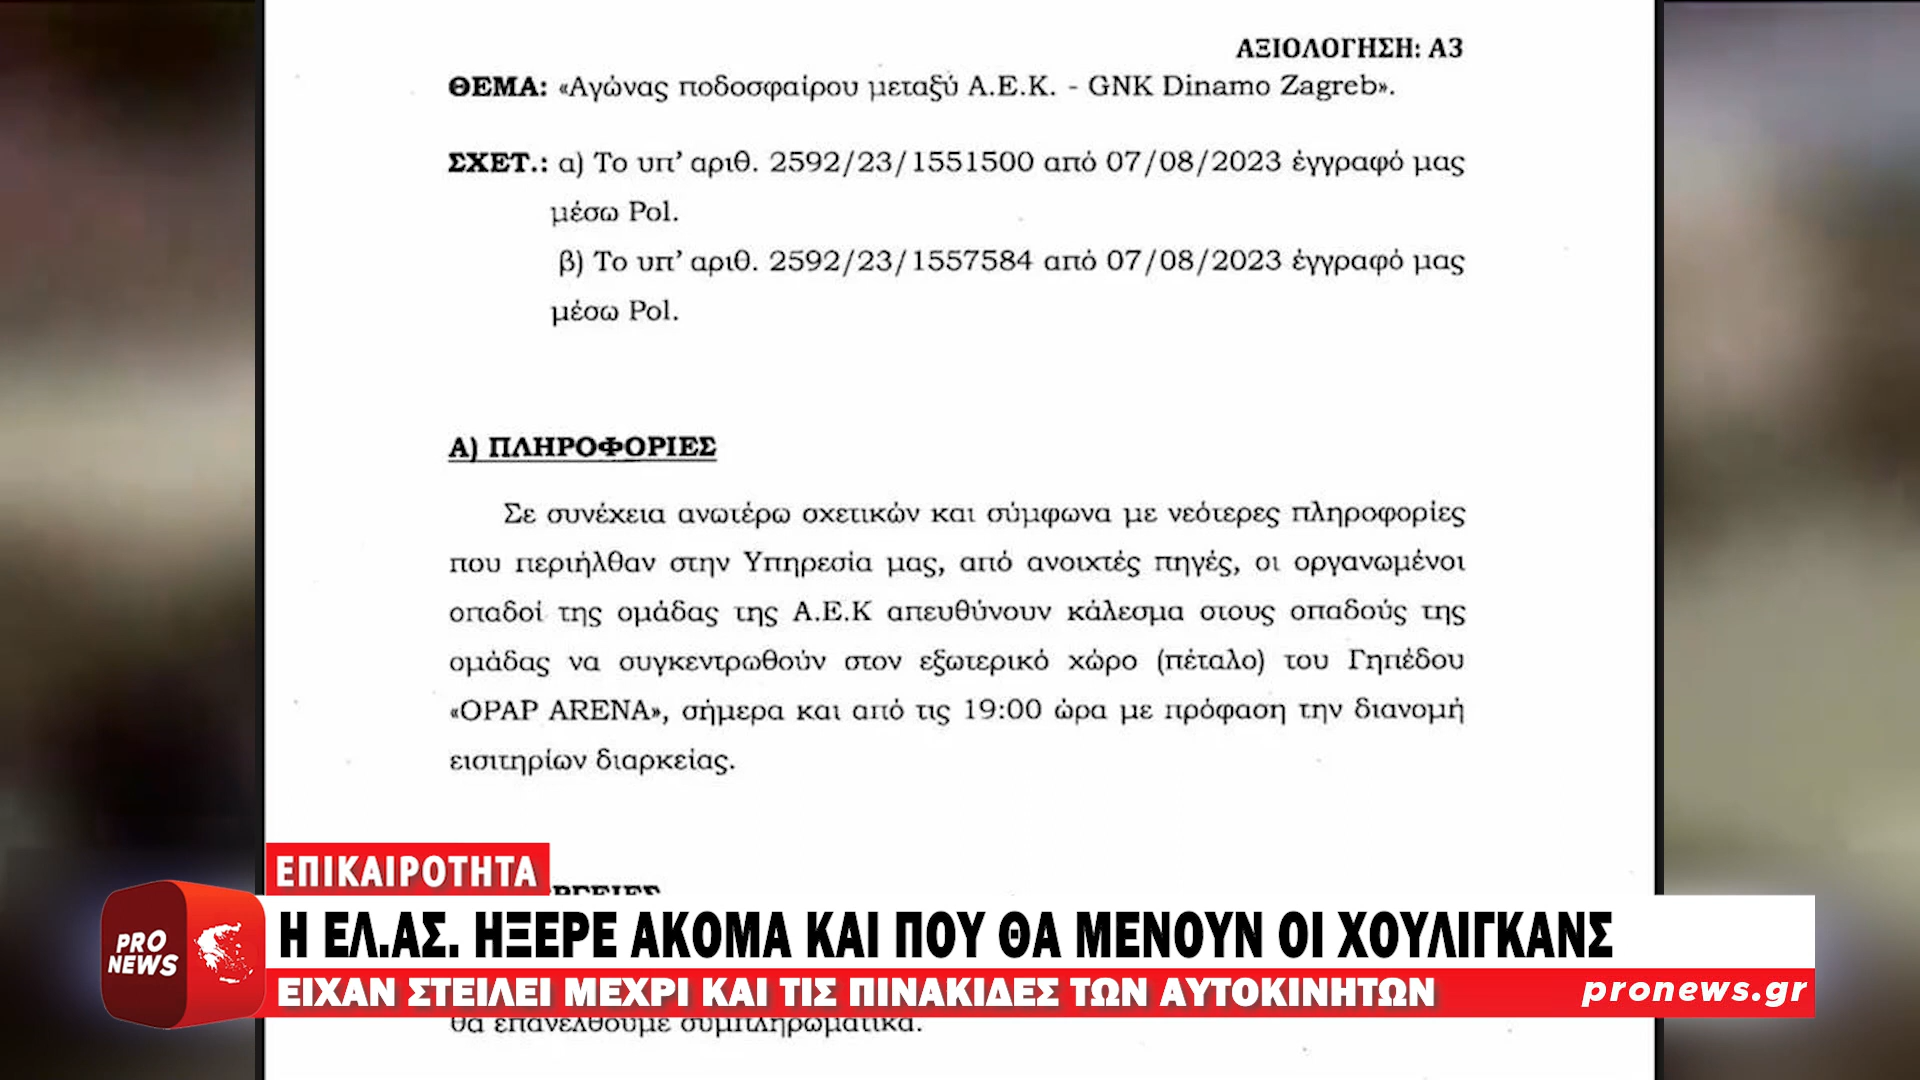 ΑΞΙΟΛΟΓΗΣΗ: Α3
ΘΕΜΑ: «Αγώνας ποδοσφαίρου μεταξύ Α.Ε.Κ. - GNK Dinamo Zagreb».
ΣΧΕΤ.: α) Το υπ’ αριθ. 2592/23/1551500 από 07/08/2023 έγγραφό μας
μέσω Pol.
β) Το υπ’ αριθ. 2592/23/1557584 από 07/08/2023 έγγραφό μας
μέσω Pol.
Α) ΠΛΗΡΟΦΟΡΙΕΣ
Σε συνέχεια ανωτέρω σχετικών και σύμφωνα με νεότερες πληροφορίες
που περιήλθαν στην Υπηρεσία μας, από ανοιχτές πηγές, οι οργανωμένοι
οπαδοί της ομάδας της Α.Ε.Κ απευθύνουν κάλεσμα στους οπαδούς της
ομάδας να συγκεντρωθούν στον εξωτερικό χώρο (πέταλο) του Γηπέδου
«OPAP ARENA», σήμερα και από τις 19:00 ώρα με πρόφαση την διανομή
εισιτηρίων διαρκείας.
ΕΠΙΚΑΙΡΟΤΗΤΑ
PRO
NEWS
Η ΕΛ.ΑΣ. ΗΞΕΡΕ ΑΚΟΜΑ ΚΑΙ ΠΟΥ ΘΑ ΜΕΝΟΥΝ ΟΙ ΧΟΥΛΙΓΚΑΝΣ
ΕΙΧΑΝ ΣΤΕΙΛΕΙ ΜΕΧΡΙ ΚΑΙ ΤΙΣ ΠΙΝΑΚΙΔΕΣ ΤΩΝ ΑΥΤΟΚΙΝΗΤΩΝ
pronews.gr
θα επανέλθουμε συμπληρωματικά.